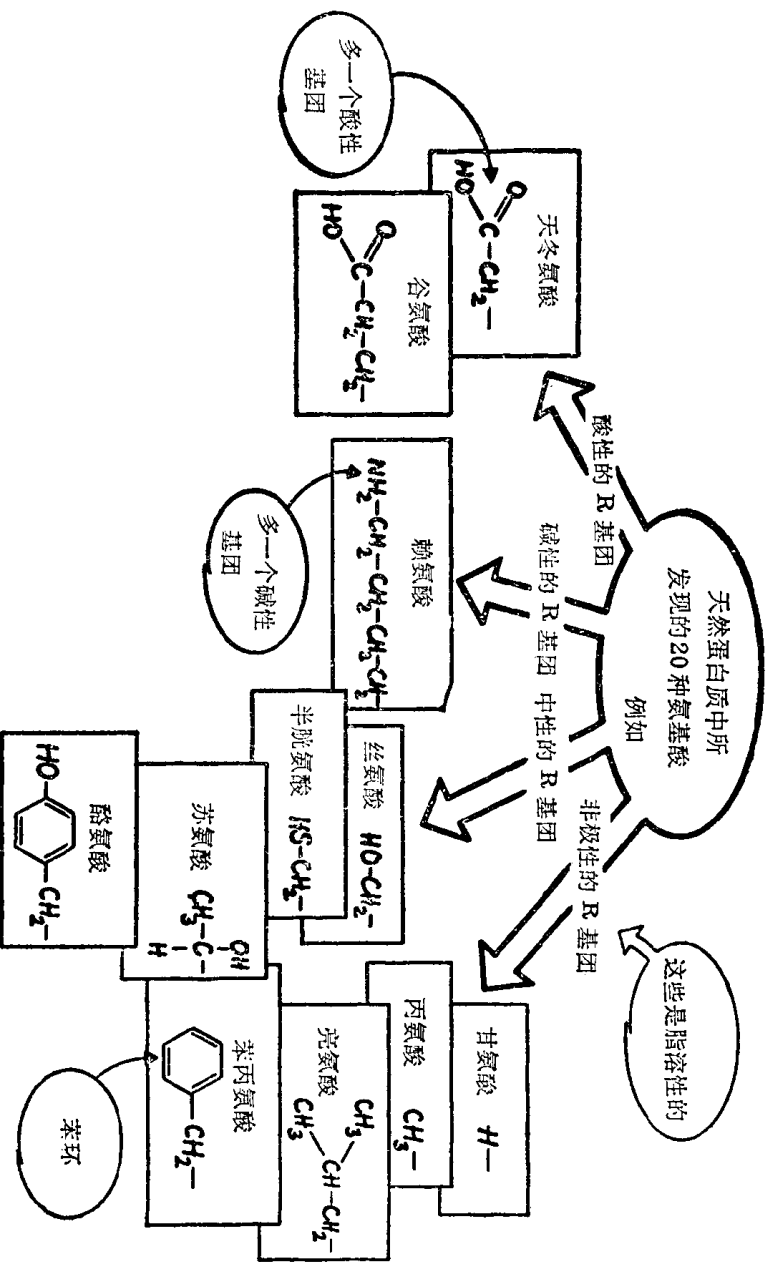 天然蛋白质中所
发现的20种氨基酸
例如
酸性的 R 基团
碱性的 R 基团
中性的 R 基团
非极性的 R 基团
这些是脂溶性的
多一个酸性
基团
天冬氨酸
O
HO C-CH₂-
谷氨酸
O
HO C-CH₂-CH₂-
赖氨酸
NH₂-CH₂-CH₂-CH₂-CH₂-
多一个碱性
基团
丝氨酸 HO-CH₂-
半胱氨酸 HS-CH₂-
苏氨酸
OH
CH₃-C-
H
酪氨酸
HO CH₂-
甘氨酸 H-
丙氨酸 CH₃-
亮氨酸
CH₃
CH₃ CH-CH₂-
苯丙氨酸
CH₂-
苯环